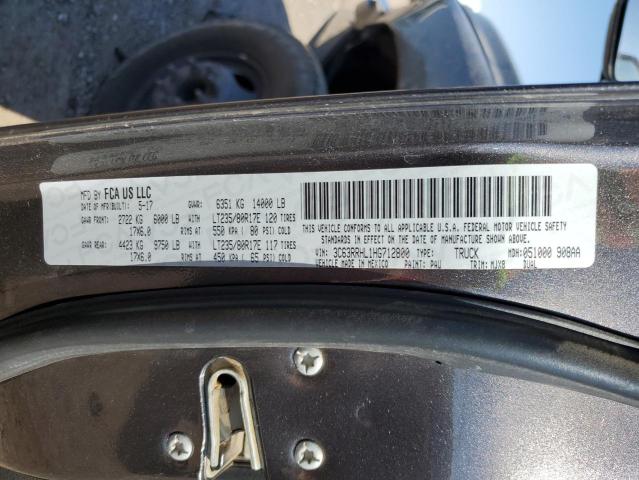 MFD BY FCA US LLC
DATE OF MFR(BUILT): 5-17 GVWR: 6351 KG 14000 LB
GAWR FRONT: 2722 KG 6000 LB WITH LT235/80R17E 120 TIRES
17X6.0 RIMS AT 550 KPA ( 80 PSI) COLD
GAWR REAR: 4423 KG 9750 LB WITH LT235/80R17E 117 TIRES
17X6.0 RIMS AT 450 KPA ( 65 PSI) COLD
THIS VEHICLE CONFORMS TO ALL APPLICABLE U.S.A. FEDERAL MOTOR VEHICLE SAFETY
STANDARDS IN EFFECT ON THE DATE OF MANUFACTURE SHOWN ABOVE.
VIN: 3C63RRHL1HG712800 TYPE: TRUCK MDH: 051000 908AA
VEHICLE MADE IN MEXICO PAINT: PAU TRIM: MJX8 DUAL